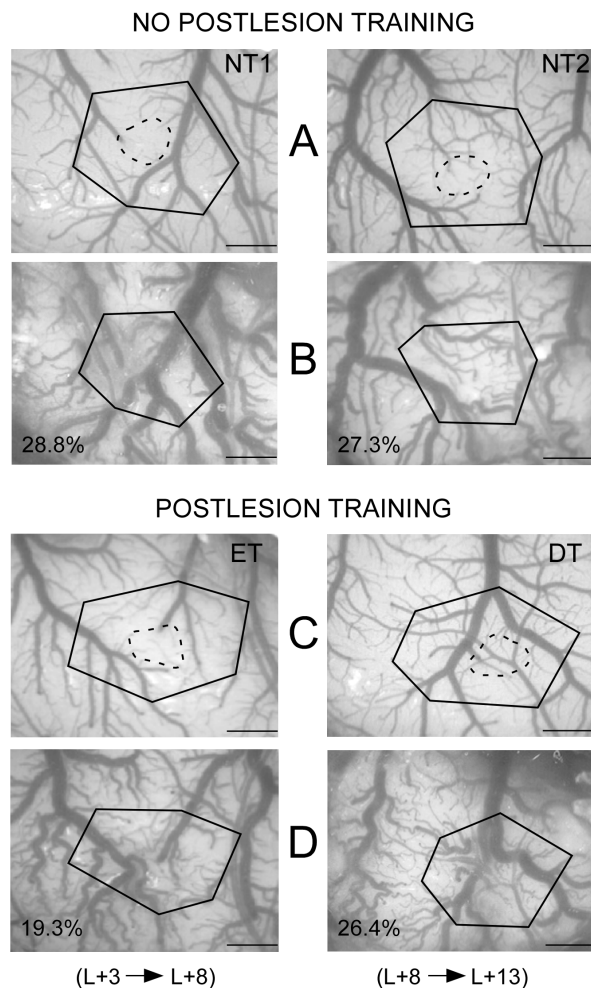 NO POSTLESION TRAINING
NT1 NT2
A
B
28.8% 27.3%
POSTLESION TRAINING
ET DT
C
D
19.3% 26.4%
(L+3 → L+8) (L+8 → L+13)